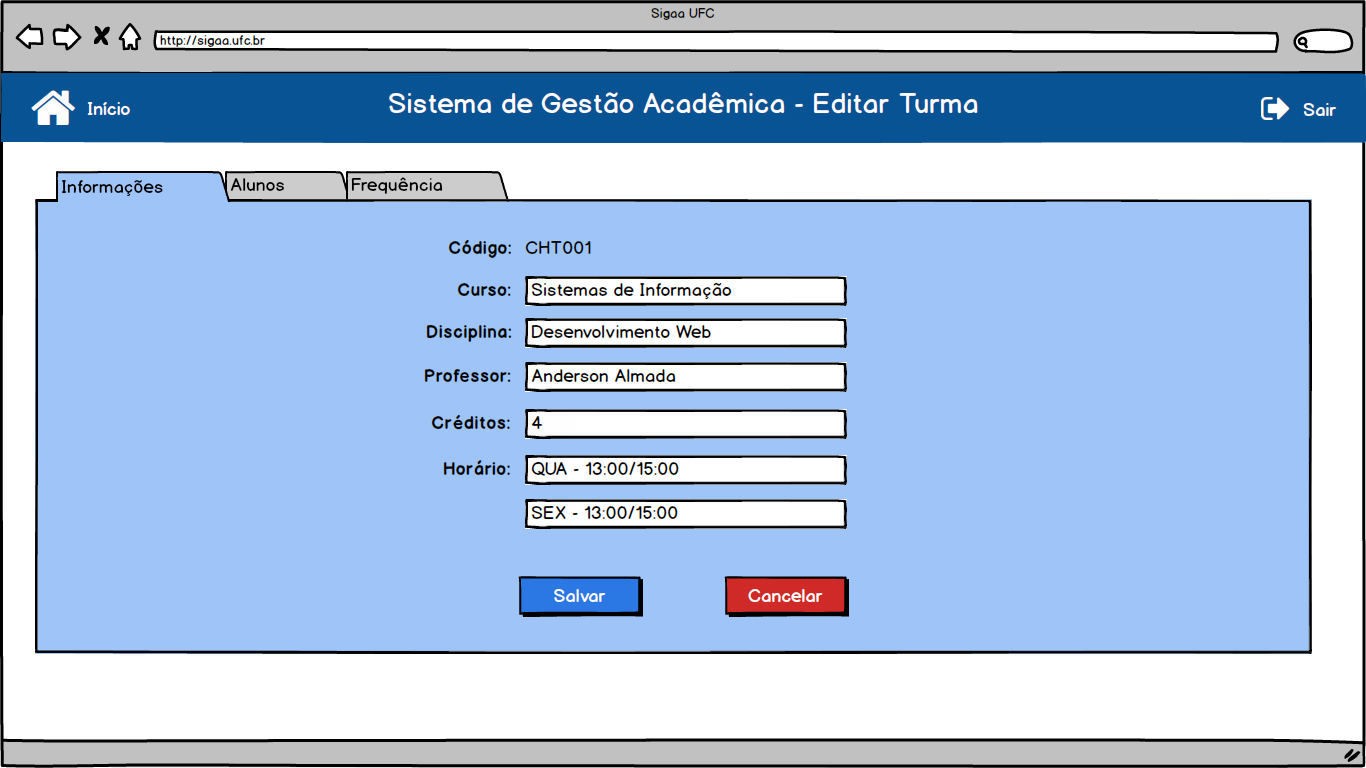 Sigaa UFC
http://sigaa.ufc.br
Início
Sistema de Gestão Acadêmica - Editar Turma
Sair
Informações
Alunos
Frequência
Código: CHT001
Curso: Sistemas de Informação
Disciplina: Desenvolvimento Web
Professor: Anderson Almada
Créditos: 4
Horário: QUA - 13:00/15:00
SEX - 13:00/15:00
Salvar
Cancelar